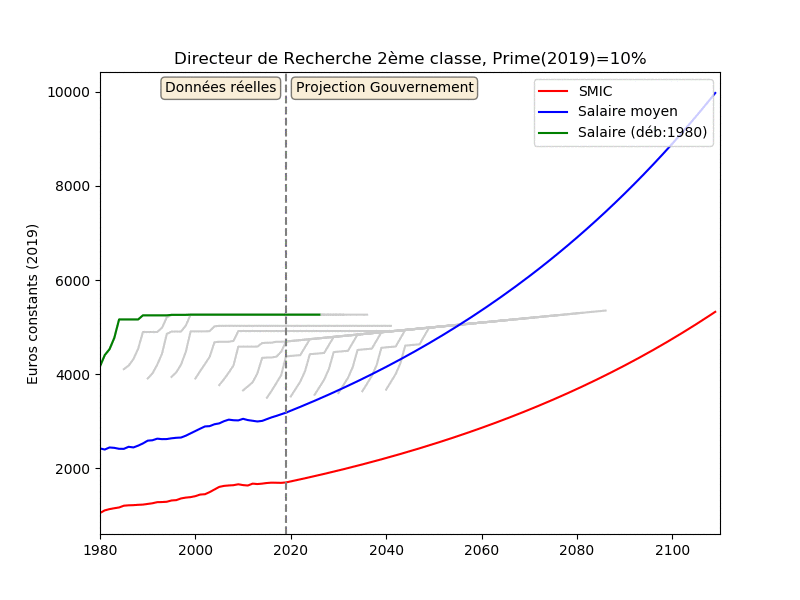 Directeur de Recherche 2ème classe, Prime(2019)=10%
Données réelles
Projection Gouvernement
SMIC
Salaire moyen
Salaire (déb:1980)
Euros constants (2019)
10000
8000
6000
4000
2000
1980
2000
2020
2040
2060
2080
2100